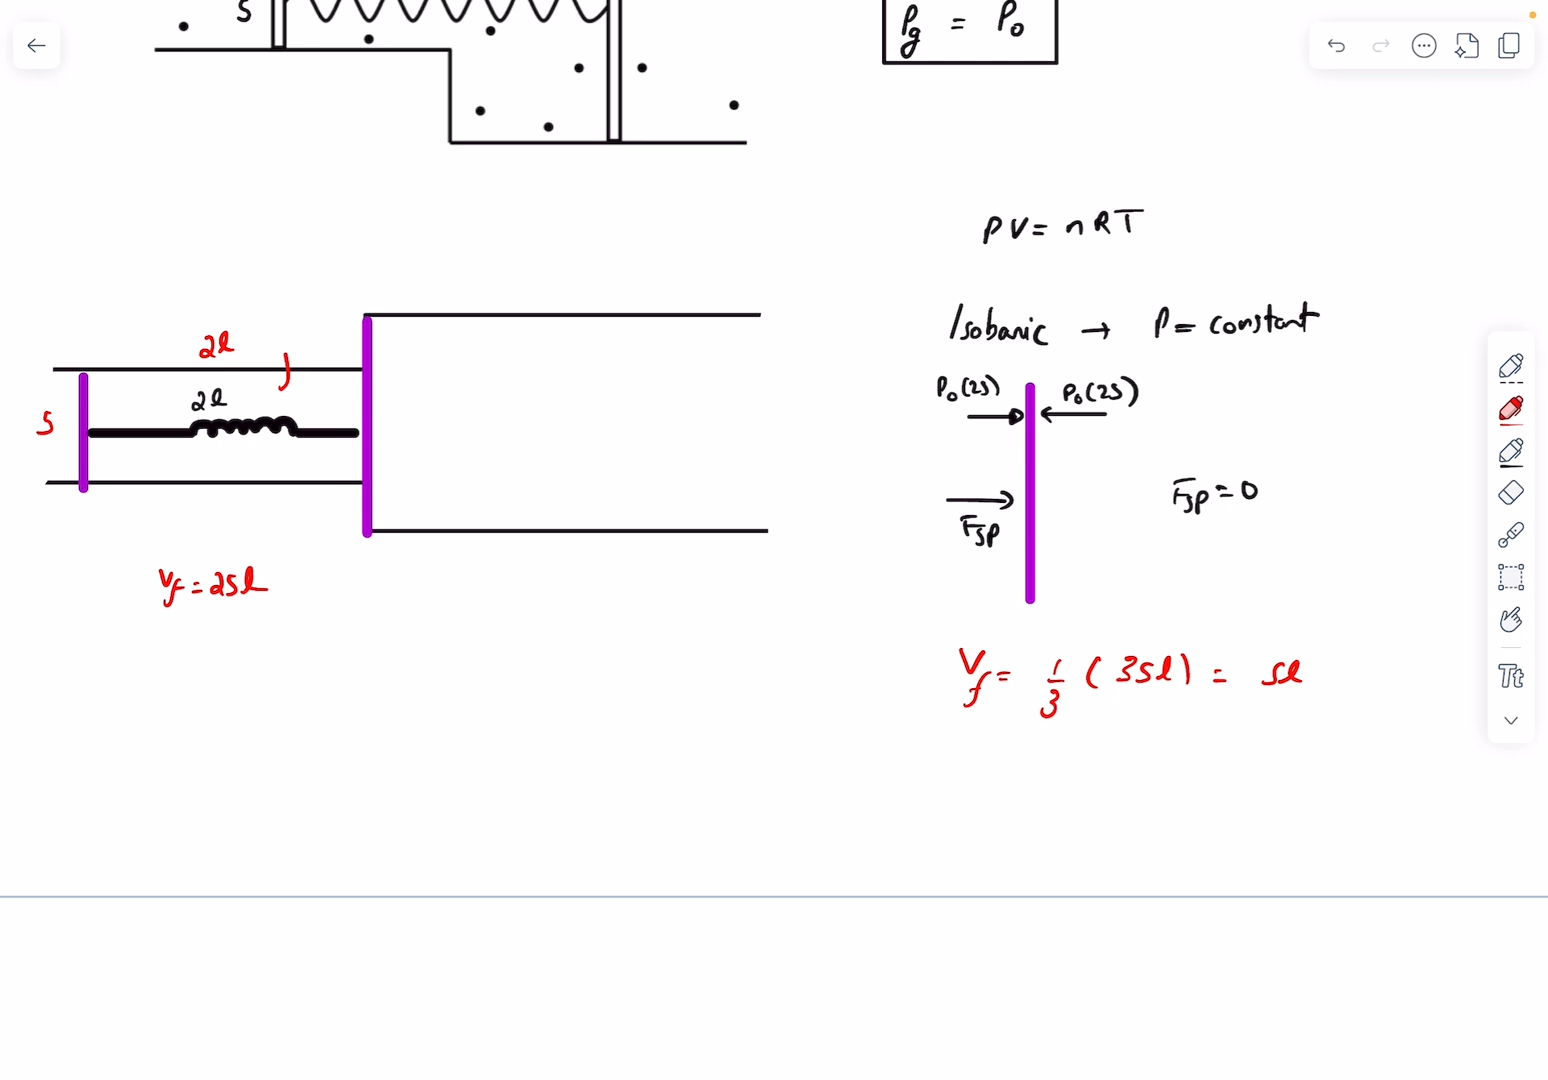 S
Pg = Po
PV = nRT
Isobaric → P = constant
2l
2l
S
Po(2S)
Po(2S)
Fsp
Fsp = 0
Vf = 2Sl
Vf = 1/3 (3Sl) = Sl
Tt